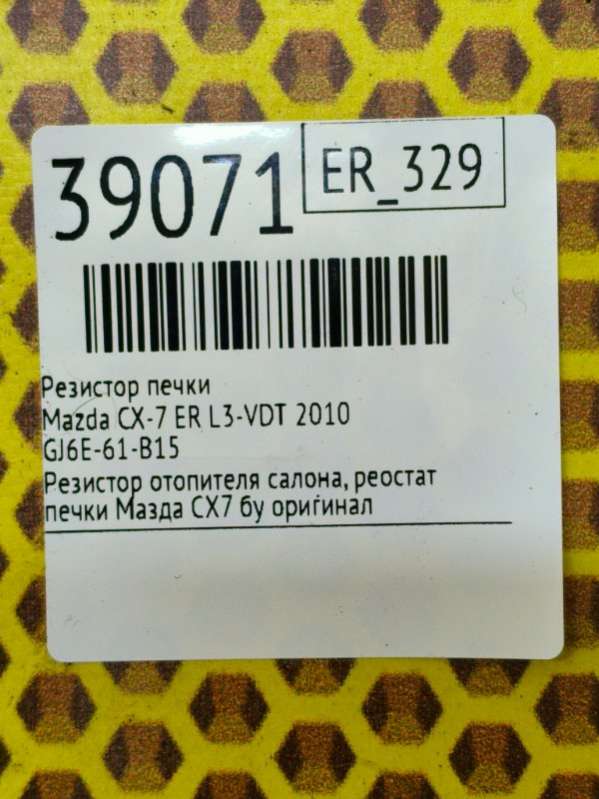 39071
ER_329
Резистор печки
Mazda CX-7 ER L3-VDT 2010
GJ6E-61-B15
Резистор отопителя салона, реостат
печки Мазда СХ7 бу оригинал